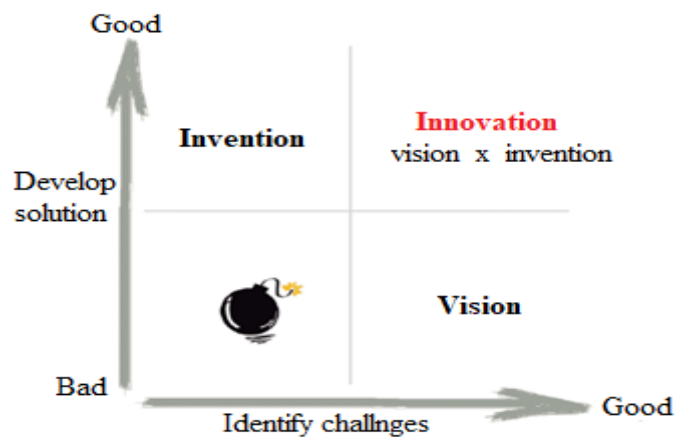 Good
Invention
Innovation
vision x invention
Develop
solution
Vision
Bad
Good
Identify challnges